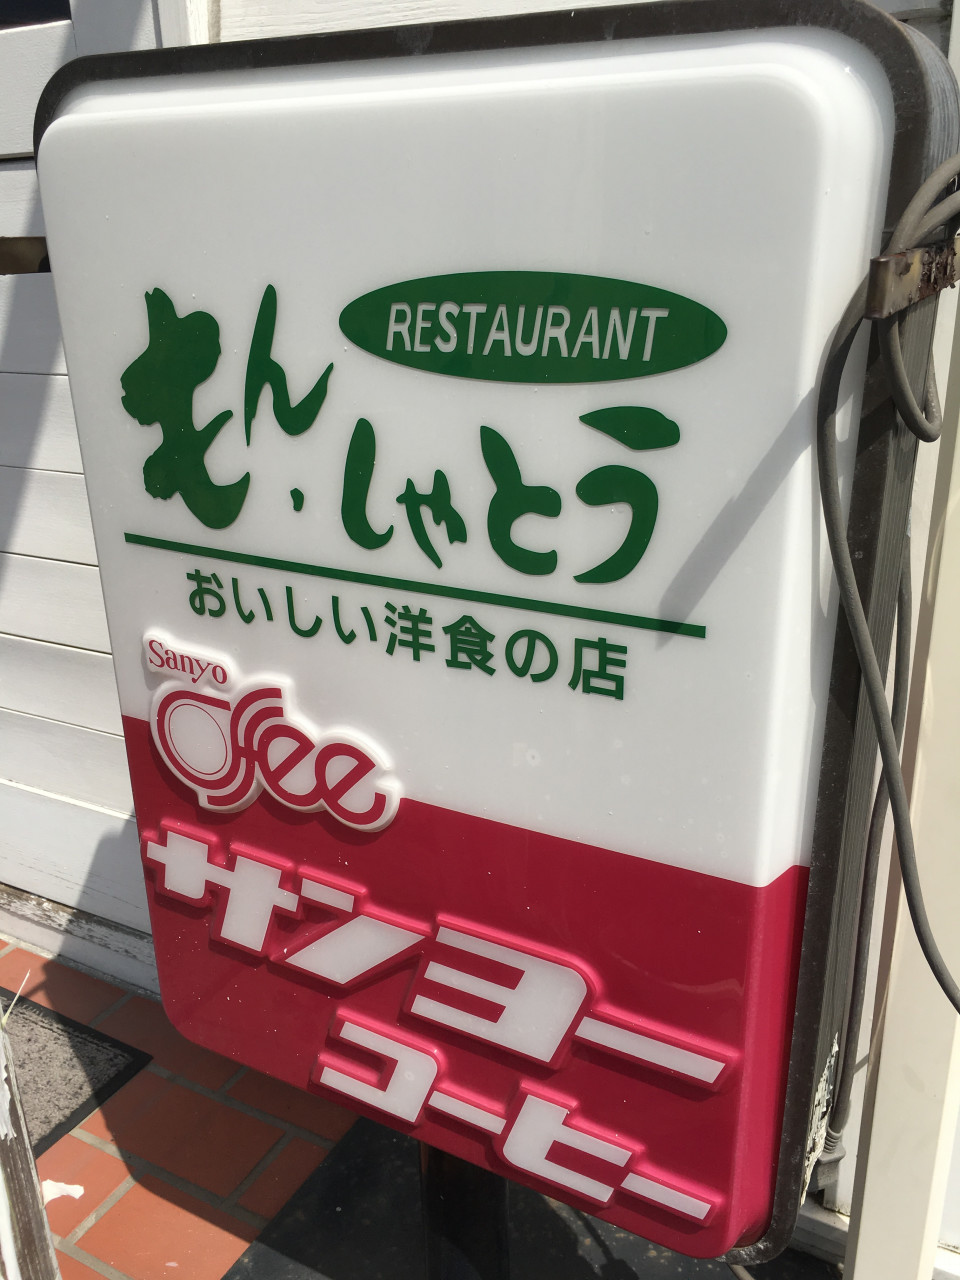 RESTAURANT
もん・しゃとう
おいしい洋食の店
Sanyo
Coffee
サンヨー
コーヒー